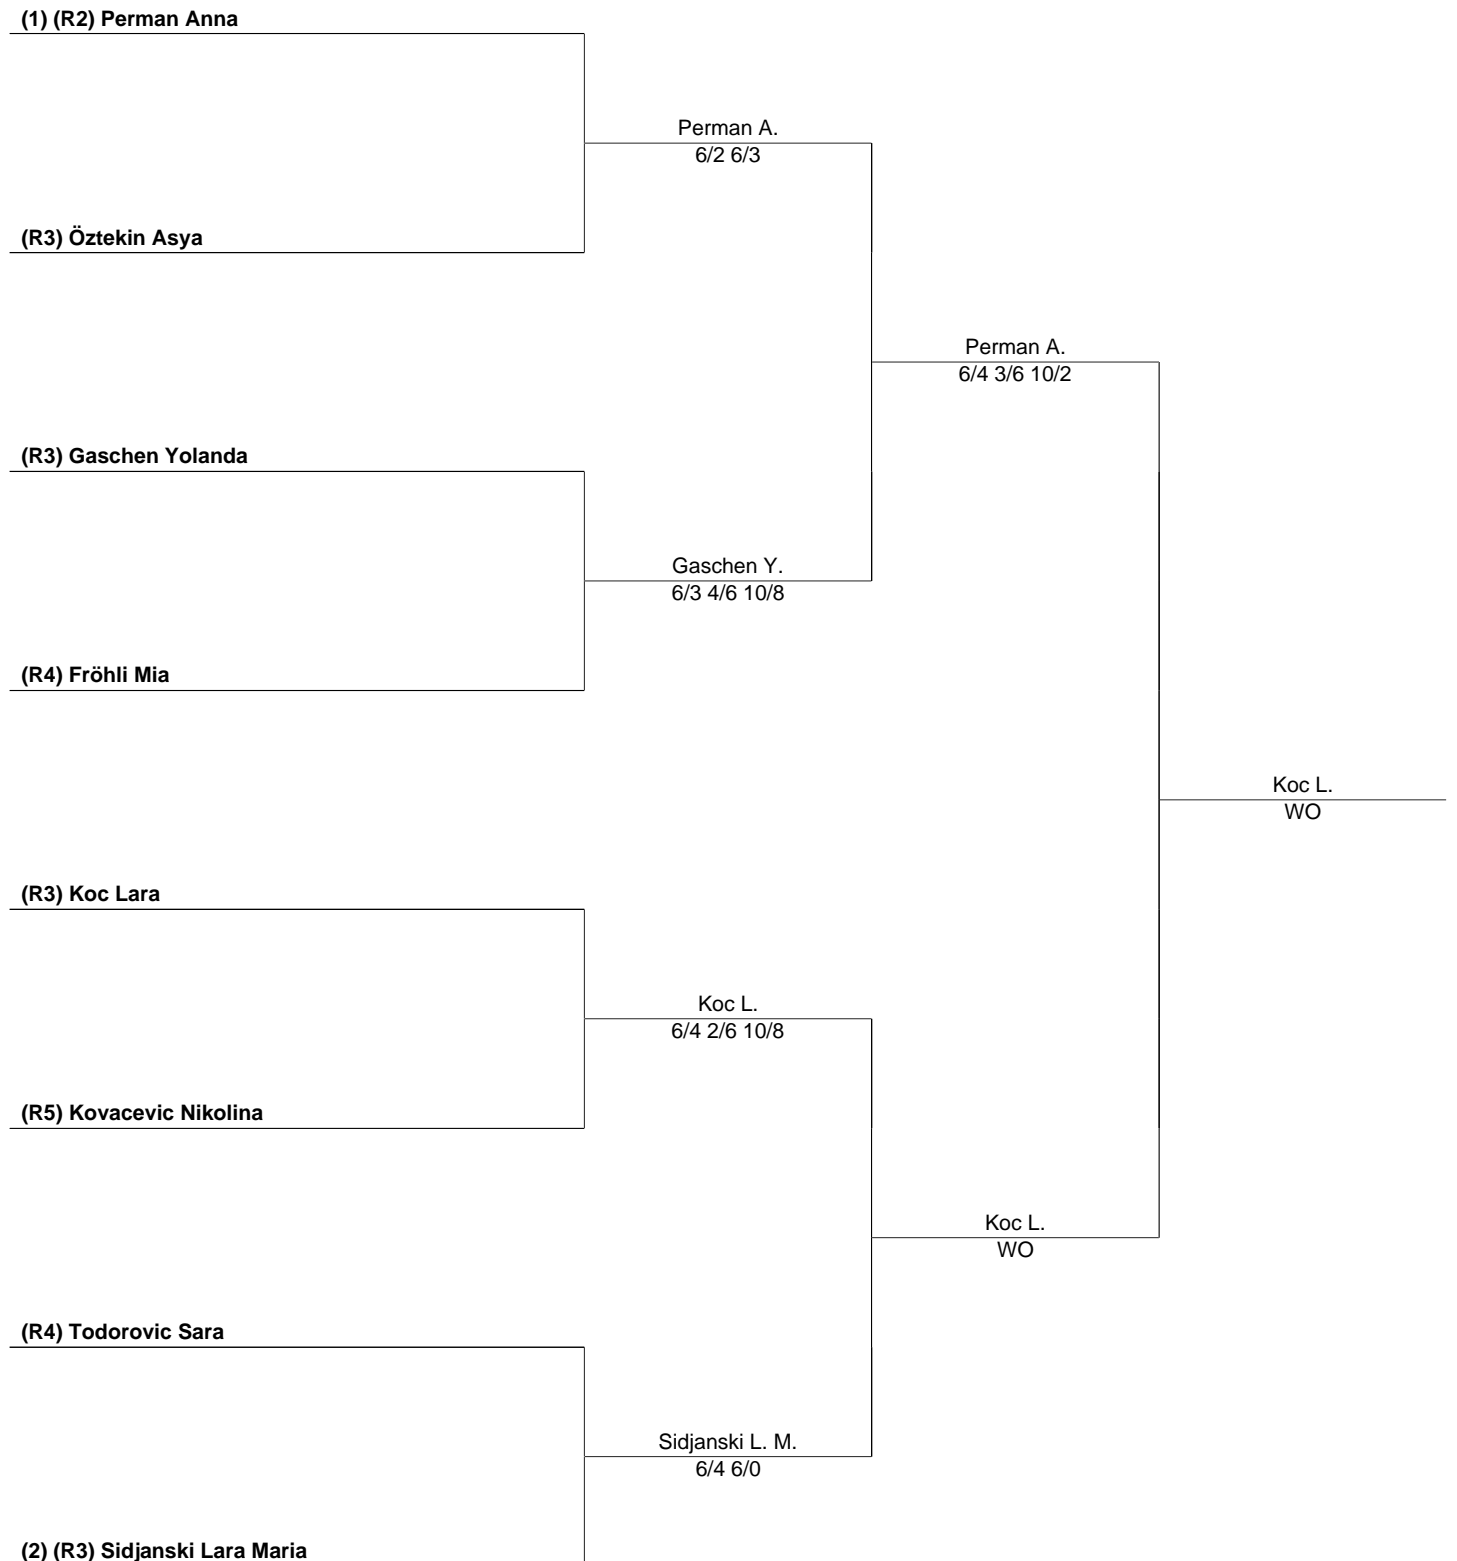 (1) (R2) Perman Anna
Perman A.
6/2 6/3
(R3) Öztekin Asya
Perman A.
6/4 3/6 10/2
(R3) Gaschen Yolanda
Gaschen Y.
6/3 4/6 10/8
(R4) Fröhli Mia
Koc L.
WO
(R3) Koc Lara
Koc L.
6/4 2/6 10/8
(R5) Kovacevic Nikolina
Koc L.
WO
(R4) Todorovic Sara
Sidjanski L. M.
6/4 6/0
(2) (R3) Sidjanski Lara Maria